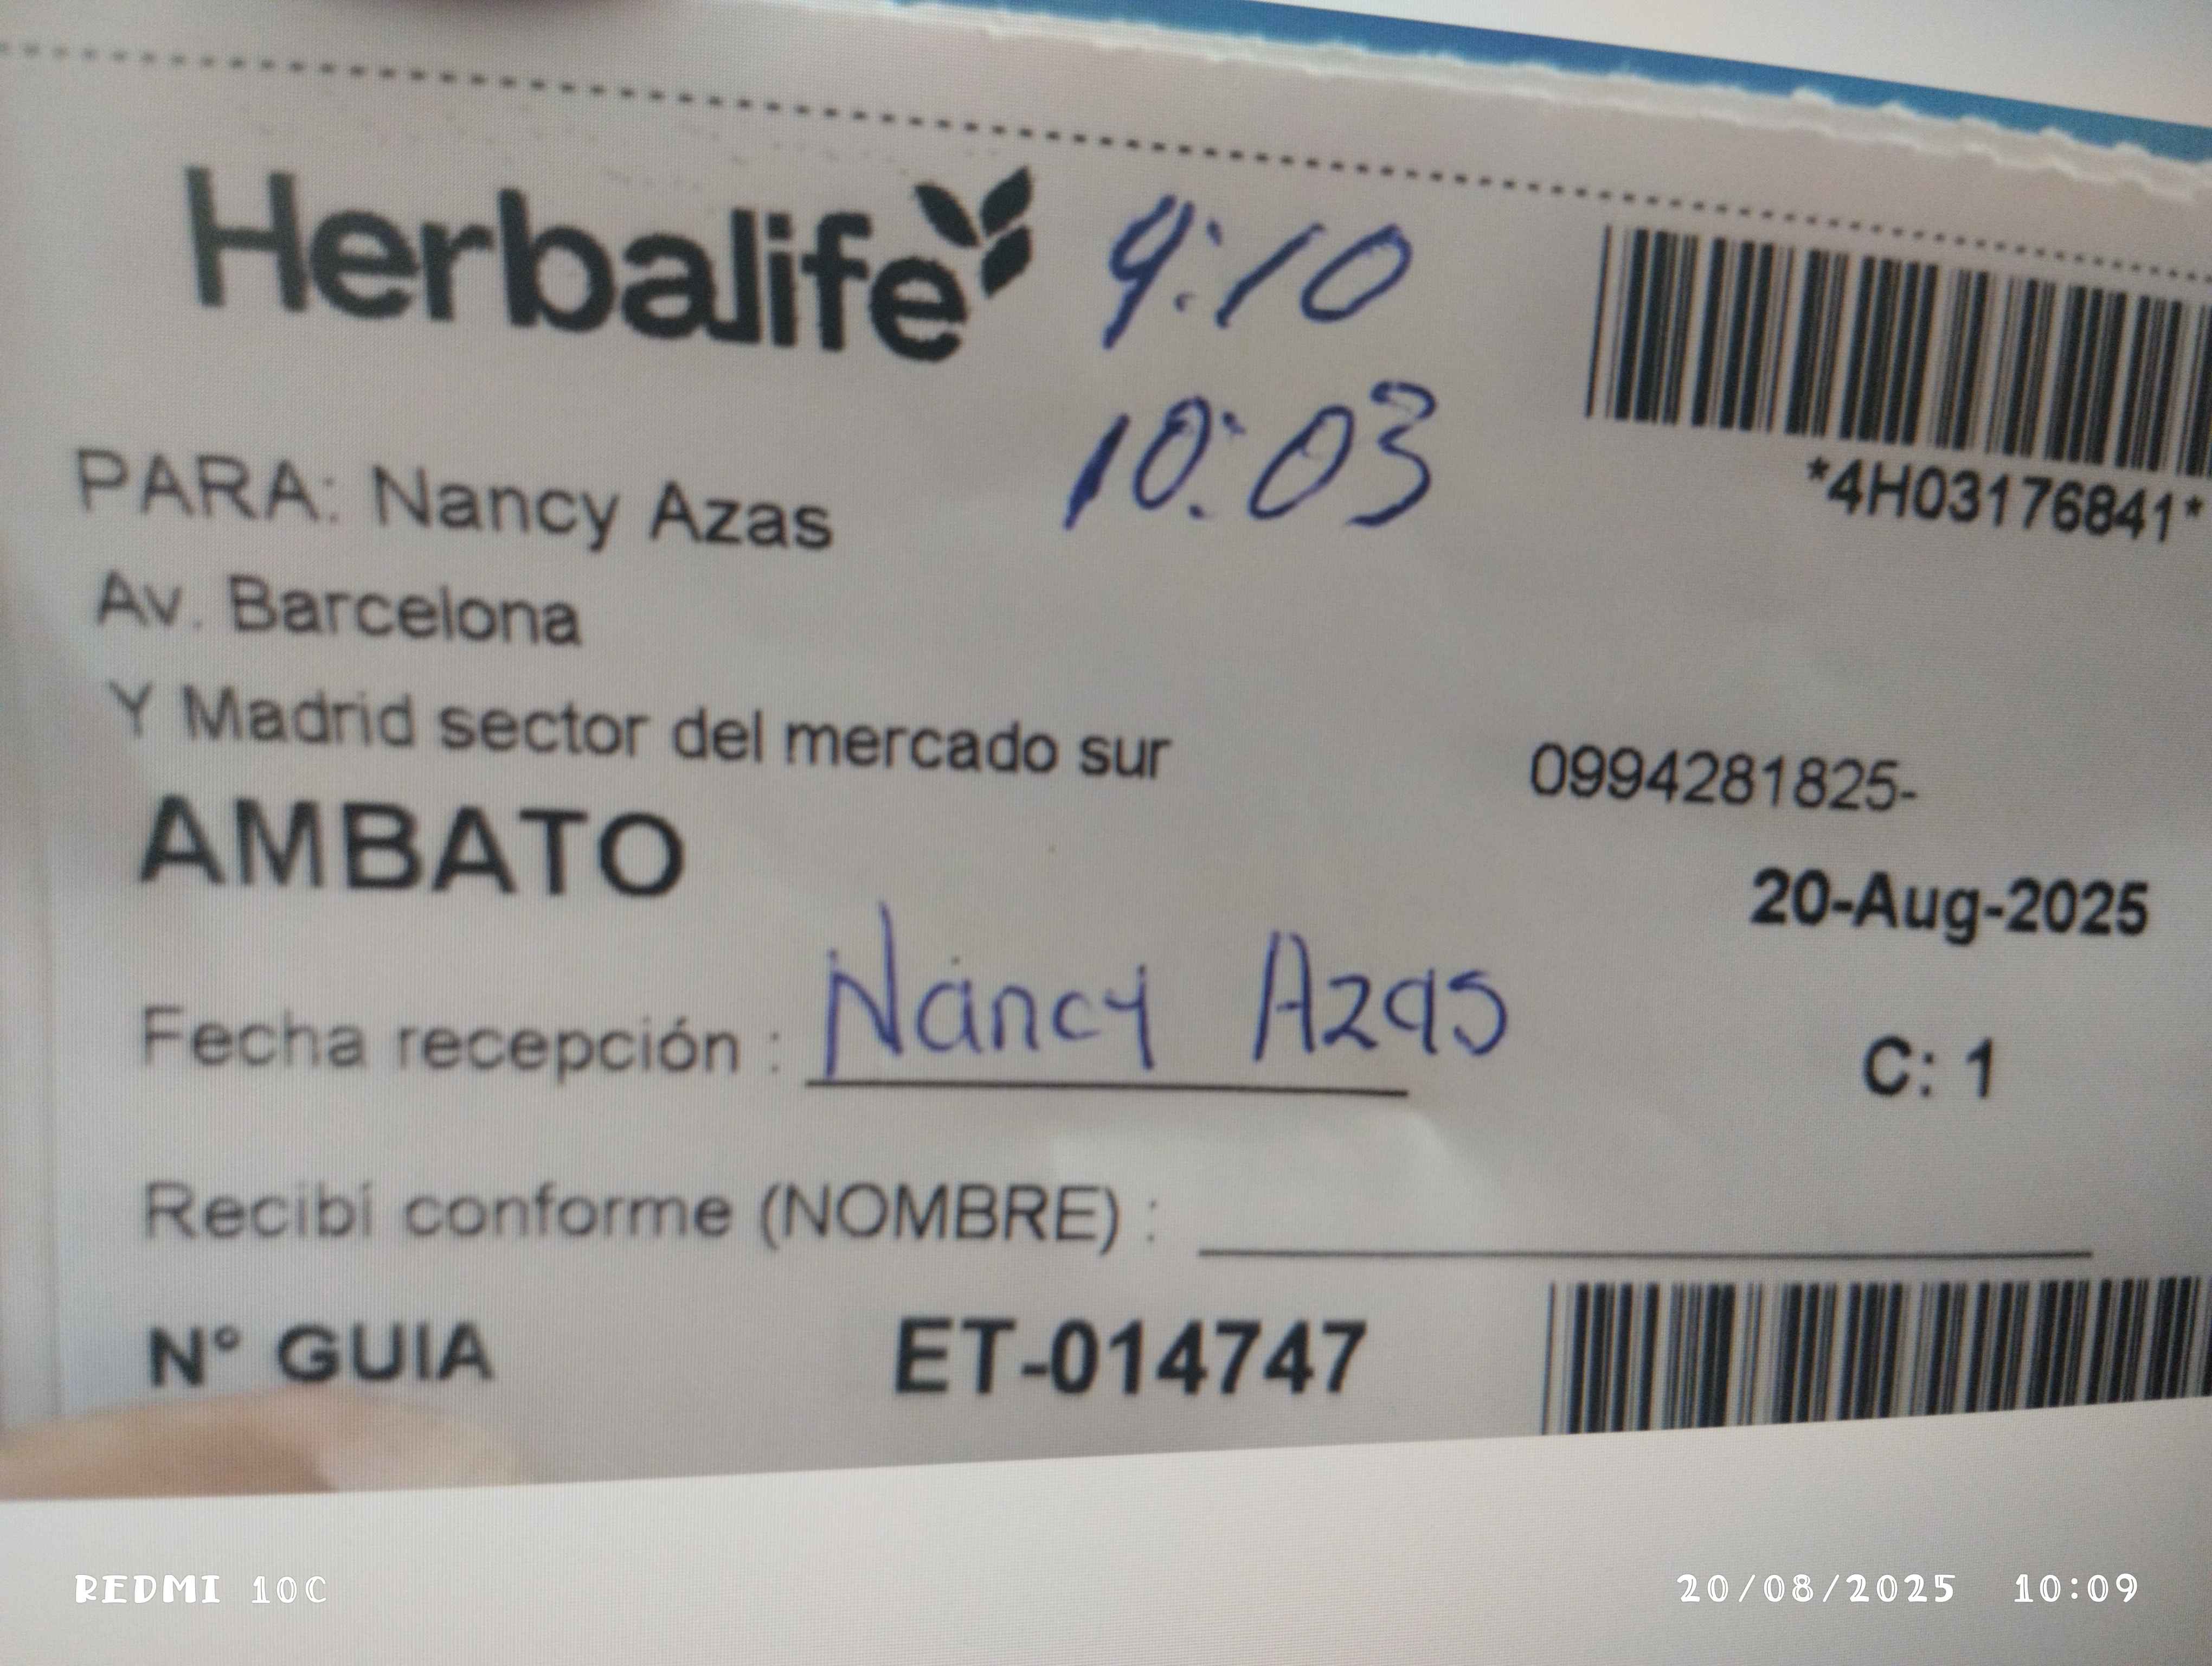 Herbalife 9:10
10:03
*4H03176841*
PARA: Nancy Azas
Av. Barcelona
Y Madrid sector del mercado sur 0994281825-
AMBATO
20-Aug-2025
Fecha recepción : Nancy Azas
C: 1
Recibí conforme (NOMBRE) :
N° GUIA ET-014747
REDMI 10C 20/08/2025 10:09